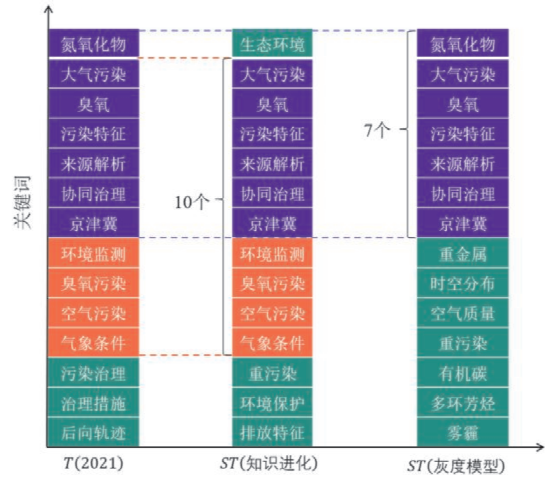 关键词
氮氧化物
大气污染
臭氧
污染特征
来源解析
协同治理
京津冀
环境监测
臭氧污染
空气污染
气象条件
污染治理
治理措施
后向轨迹
T(2021)
10个
生态环境
大气污染
臭氧
污染特征
来源解析
协同治理
京津冀
环境监测
臭氧污染
空气污染
气象条件
重污染
环境保护
排放特征
ST(知识进化)
7个
氮氧化物
大气污染
臭氧
污染特征
来源解析
协同治理
京津冀
重金属
时空分布
空气质量
重污染
有机碳
多环芳烃
雾霾
ST(灰度模型)